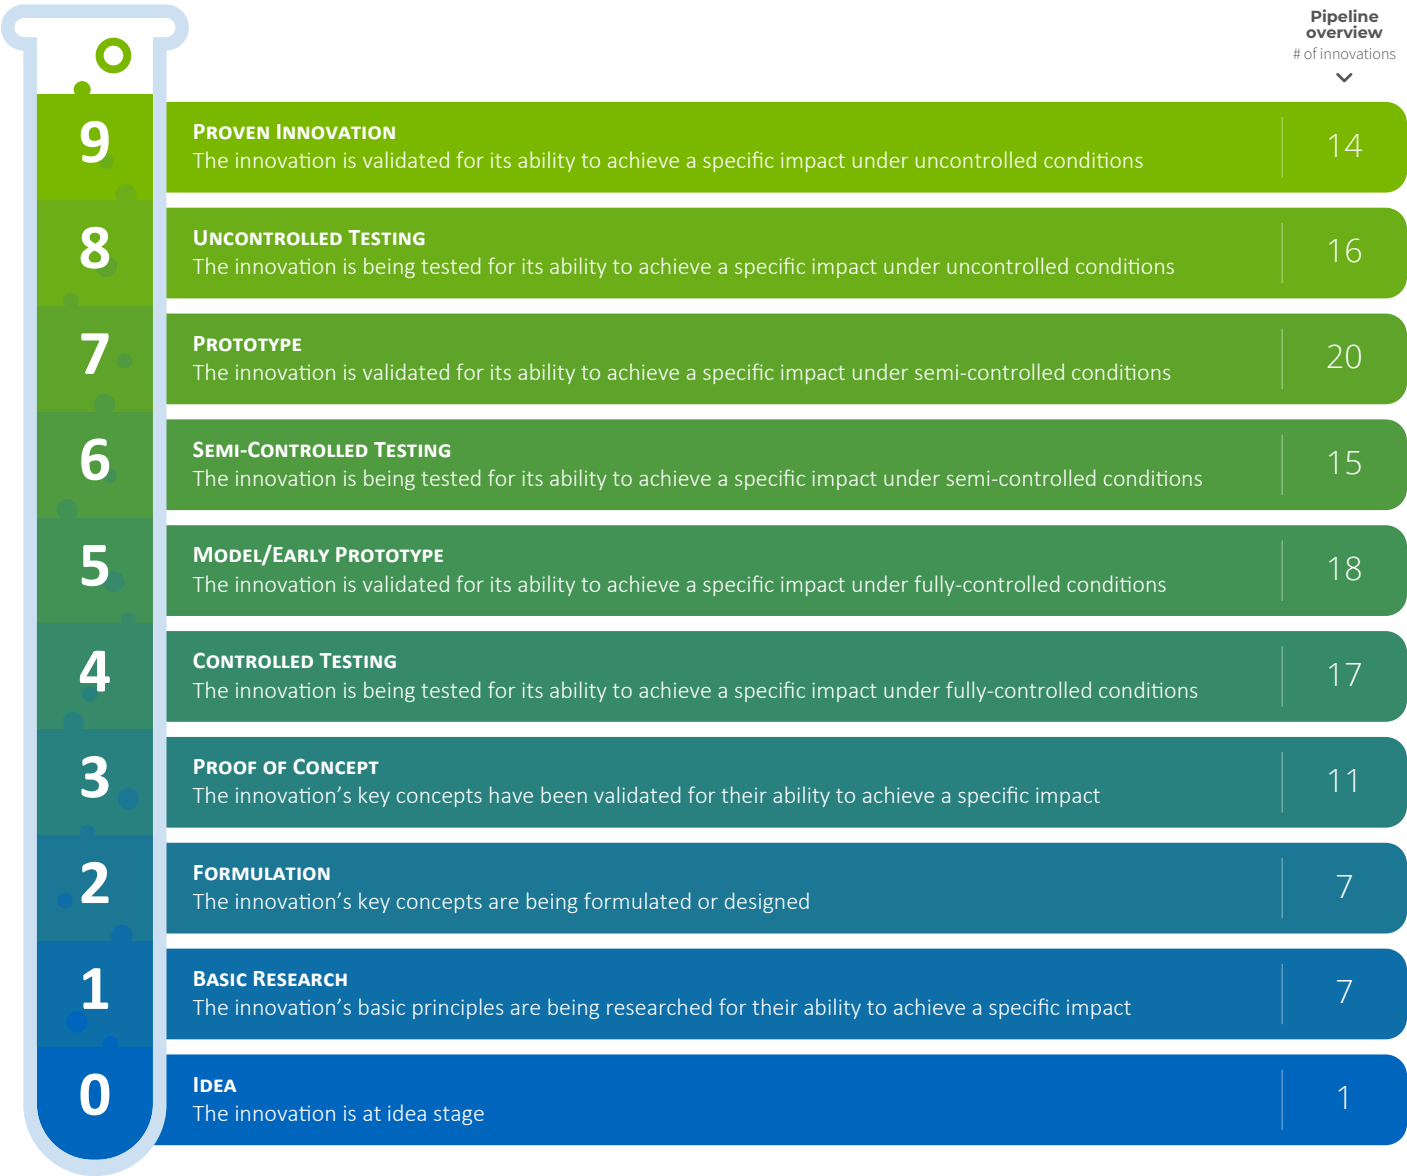 Pipeline
overview
# of innovations
9
PROVEN INNOVATION
The innovation is validated for its ability to achieve a specific impact under uncontrolled conditions
14
8
UNCONTROLLED TESTING
The innovation is being tested for its ability to achieve a specific impact under uncontrolled conditions
16
7
PROTOTYPE
The innovation is validated for its ability to achieve a specific impact under semi-controlled conditions
20
6
SEMI-CONTROLLED TESTING
The innovation is being tested for its ability to achieve a specific impact under semi-controlled conditions
15
5
MODEL/EARLY PROTOTYPE
The innovation is validated for its ability to achieve a specific impact under fully-controlled conditions
18
4
CONTROLLED TESTING
The innovation is being tested for its ability to achieve a specific impact under fully-controlled conditions
17
3
PROOF OF CONCEPT
The innovation’s key concepts have been validated for their ability to achieve a specific impact
11
2
FORMULATION
The innovation’s key concepts are being formulated or designed
7
1
BASIC RESEARCH
The innovation’s basic principles are being researched for their ability to achieve a specific impact
7
0
IDEA
The innovation is at idea stage
1